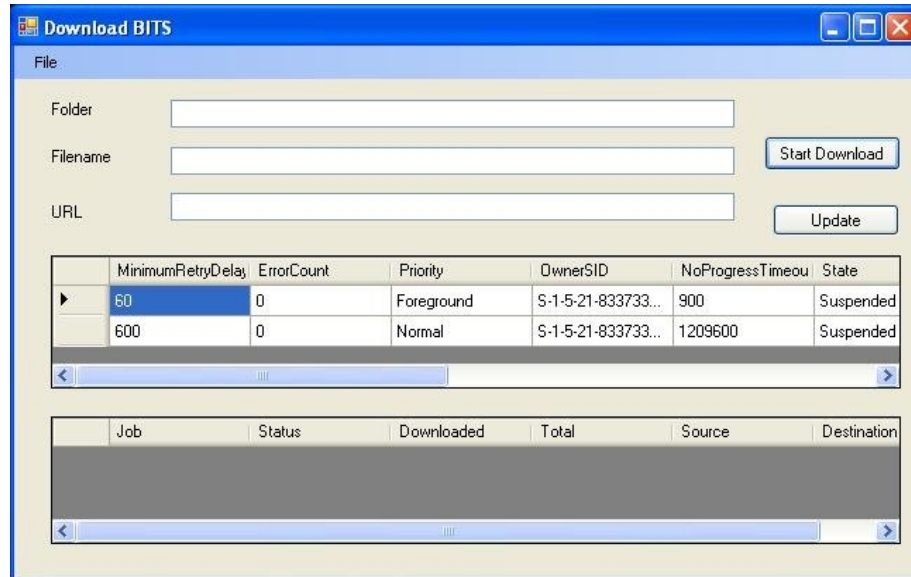 Download BITS
File
Folder
Filename
Start Download
URL
Update
MinimumRetryDelay ErrorCount Priority OwnerSID NoProgressTimeou State
60 0 Foreground S-1-5-21-833733... 900 Suspended
600 0 Normal S-1-5-21-833733... 1209600 Suspended
Job Status Downloaded Total Source Destination